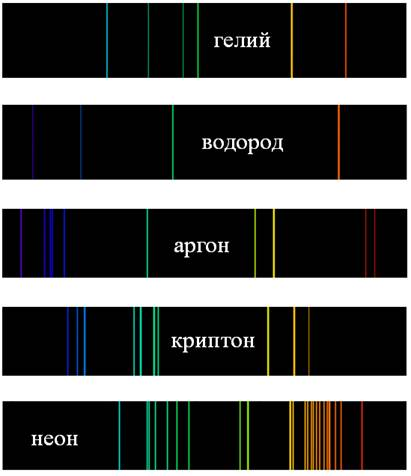 гелий
водород
аргон
криптон
неон